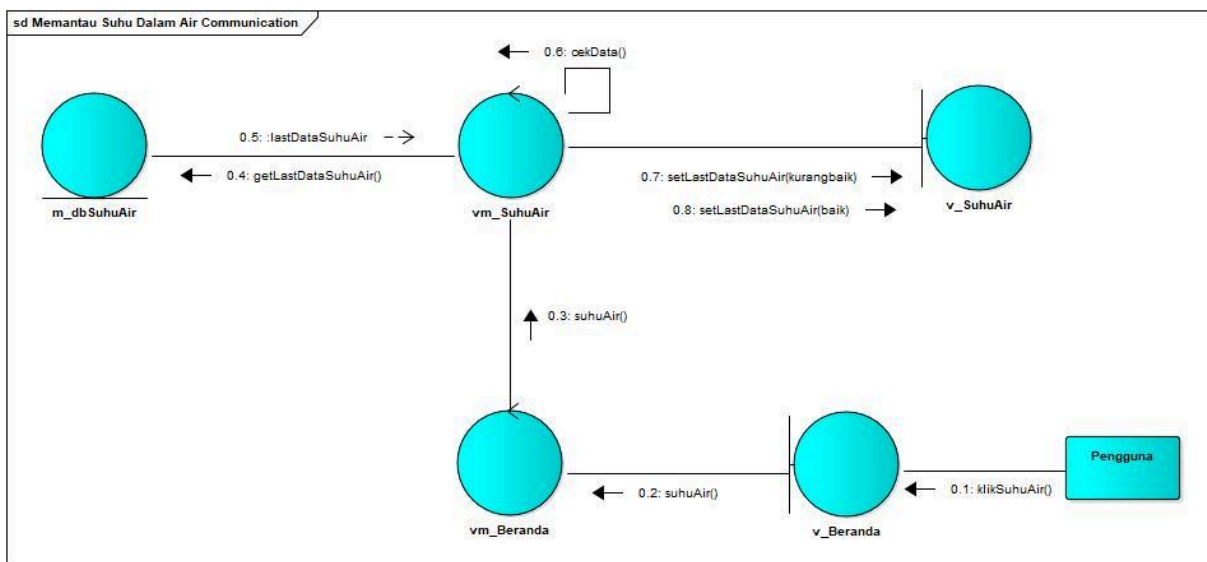 sd Memantau Suhu Dalam Air Communication
0.6: cekData()
0.5: :lastDataSuhuAir
0.4: getLastDataSuhuAir()
m_dbSuhuAir
vm_SuhuAir
0.7: setLastDataSuhuAir(kurangbaik)
0.8: setLastDataSuhuAir(baik)
v_SuhuAir
0.3: suhuAir()
Pengguna
0.2: suhuAir()
0.1: klikSuhuAir()
vm_Beranda
v_Beranda